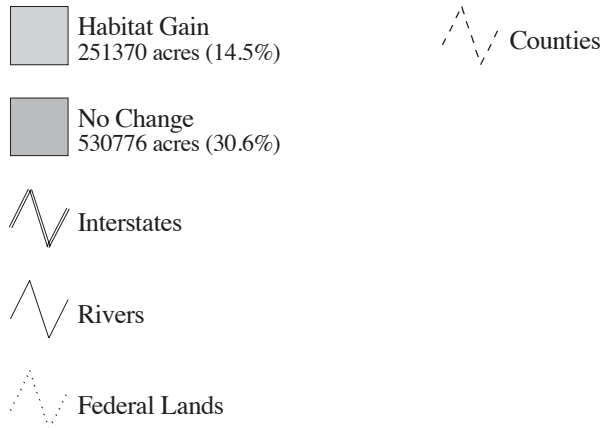 Habitat Gain
251370 acres (14.5%)
Counties
No Change
530776 acres (30.6%)
Interstates
Rivers
Federal Lands